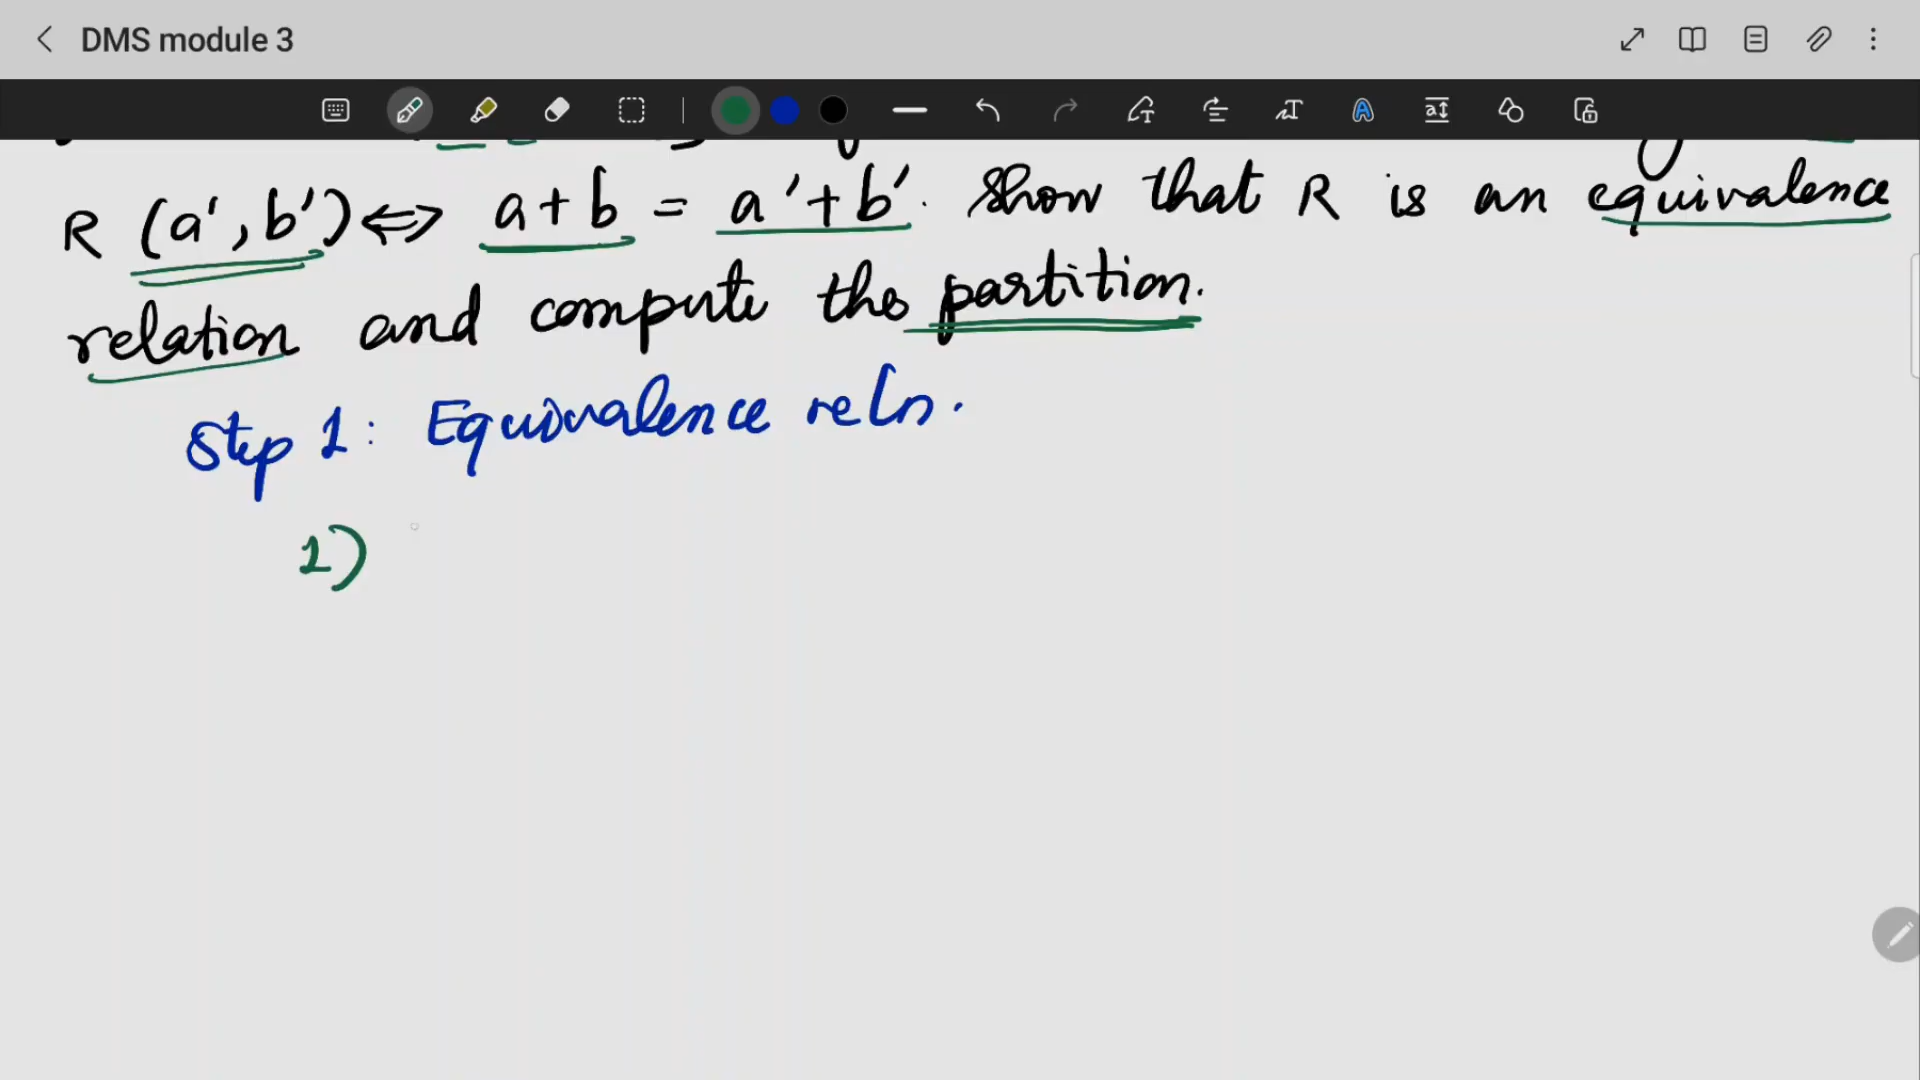 DMS module 3
R (a', b') ⇔ a + b = a' + b'. Show that R is an equivalence
relation and compute the partition.
Step 1 : Equivalence reln.
1)